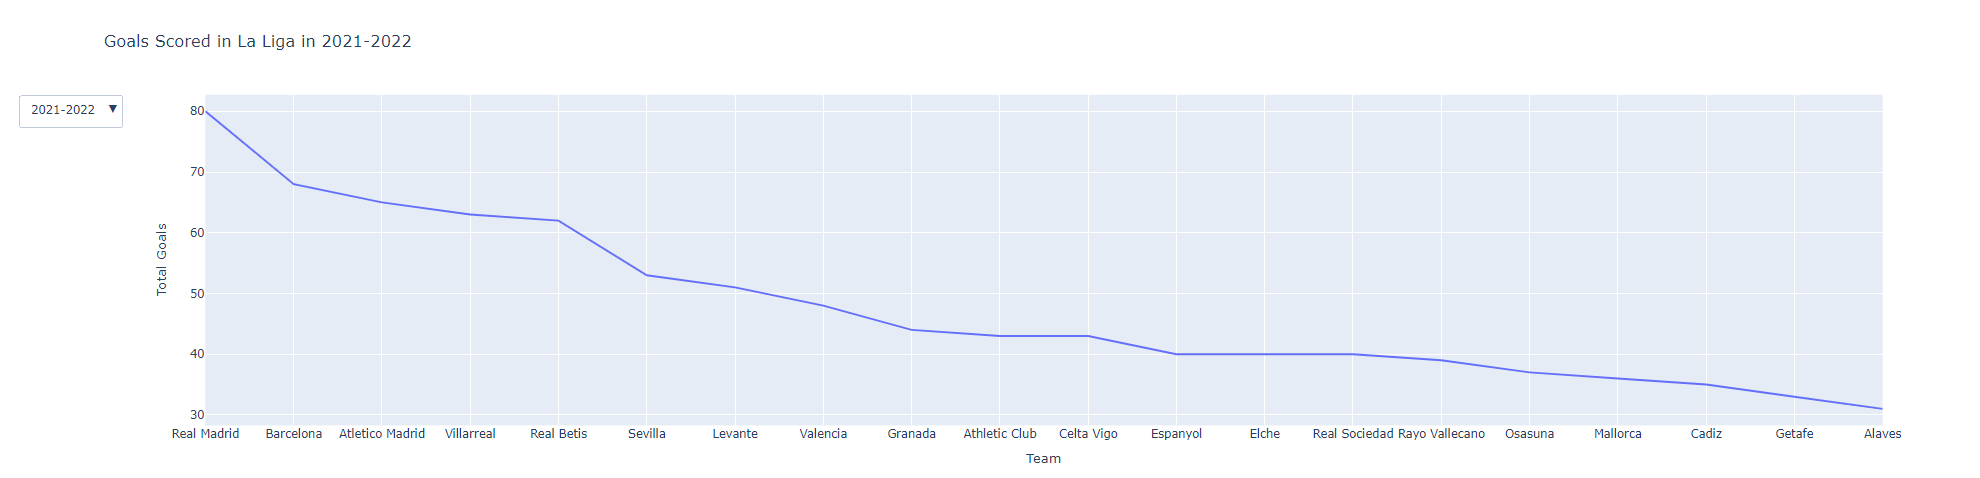 Goals Scored in La Liga in 2021-2022
2021-2022 ▼
Total Goals
80
70
60
50
40
30
Real Madrid Barcelona Atletico Madrid Villarreal Real Betis Sevilla Levante Valencia Granada Athletic Club Celta Vigo Espanyol Elche Real Sociedad Rayo Vallecano Osasuna Mallorca Cadiz Getafe Alaves
Team